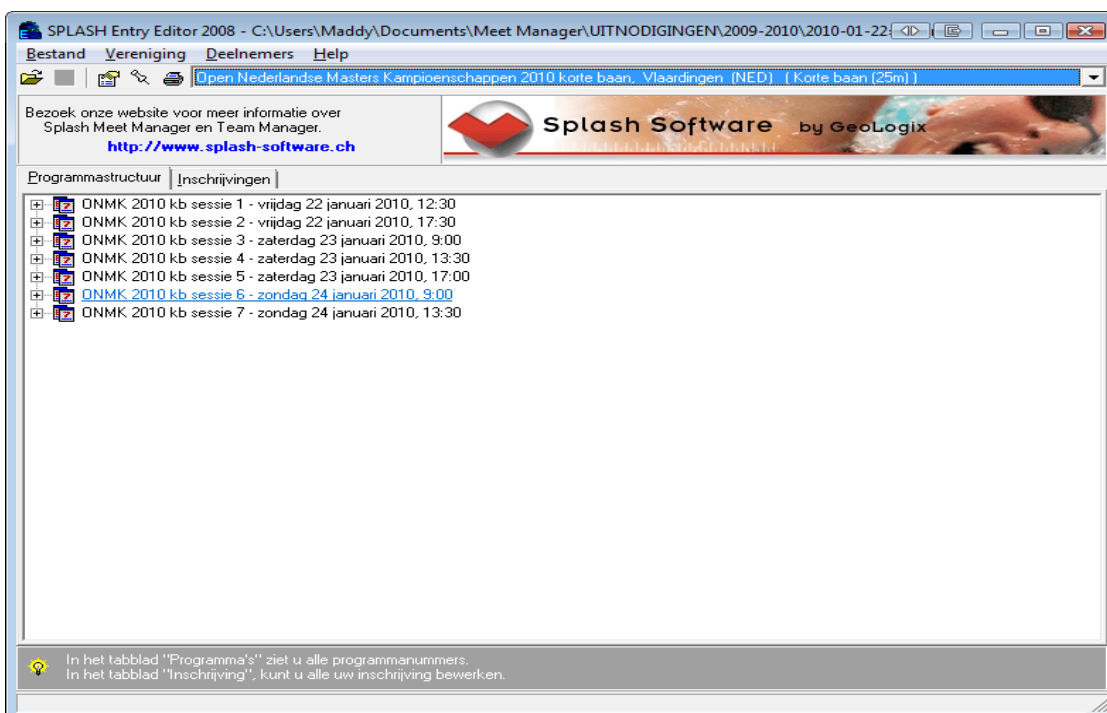 SPLASH Entry Editor 2008 - C:\Users\Maddy\Documents\Meet Manager\UITNODIGINGEN\2009-2010\2010-01-22
Bestand Vereniging Deelnemers Help
Open Nederlandse Masters Kampioenschappen 2010 korte baan, Vlaardingen (NED) ( Korte baan (25m) )
Bezoek onze website voor meer informatie over
Splash Meet Manager en Team Manager.
http://www.splash-software.ch
Splash Software by GeoLogix
Programmastructuur Inschrijvingen
ONMK 2010 kb sessie 1 - vrijdag 22 januari 2010, 12:30
ONMK 2010 kb sessie 2 - vrijdag 22 januari 2010, 17:30
ONMK 2010 kb sessie 3 - zaterdag 23 januari 2010, 9:00
ONMK 2010 kb sessie 4 - zaterdag 23 januari 2010, 13:30
ONMK 2010 kb sessie 5 - zaterdag 23 januari 2010, 17:00
ONMK 2010 kb sessie 6 - zondag 24 januari 2010, 9:00
ONMK 2010 kb sessie 7 - zondag 24 januari 2010, 13:30
In het tabblad "Programma's" ziet u alle programmanummers.
In het tabblad "Inschrijving", kunt u alle uw inschrijving bewerken.